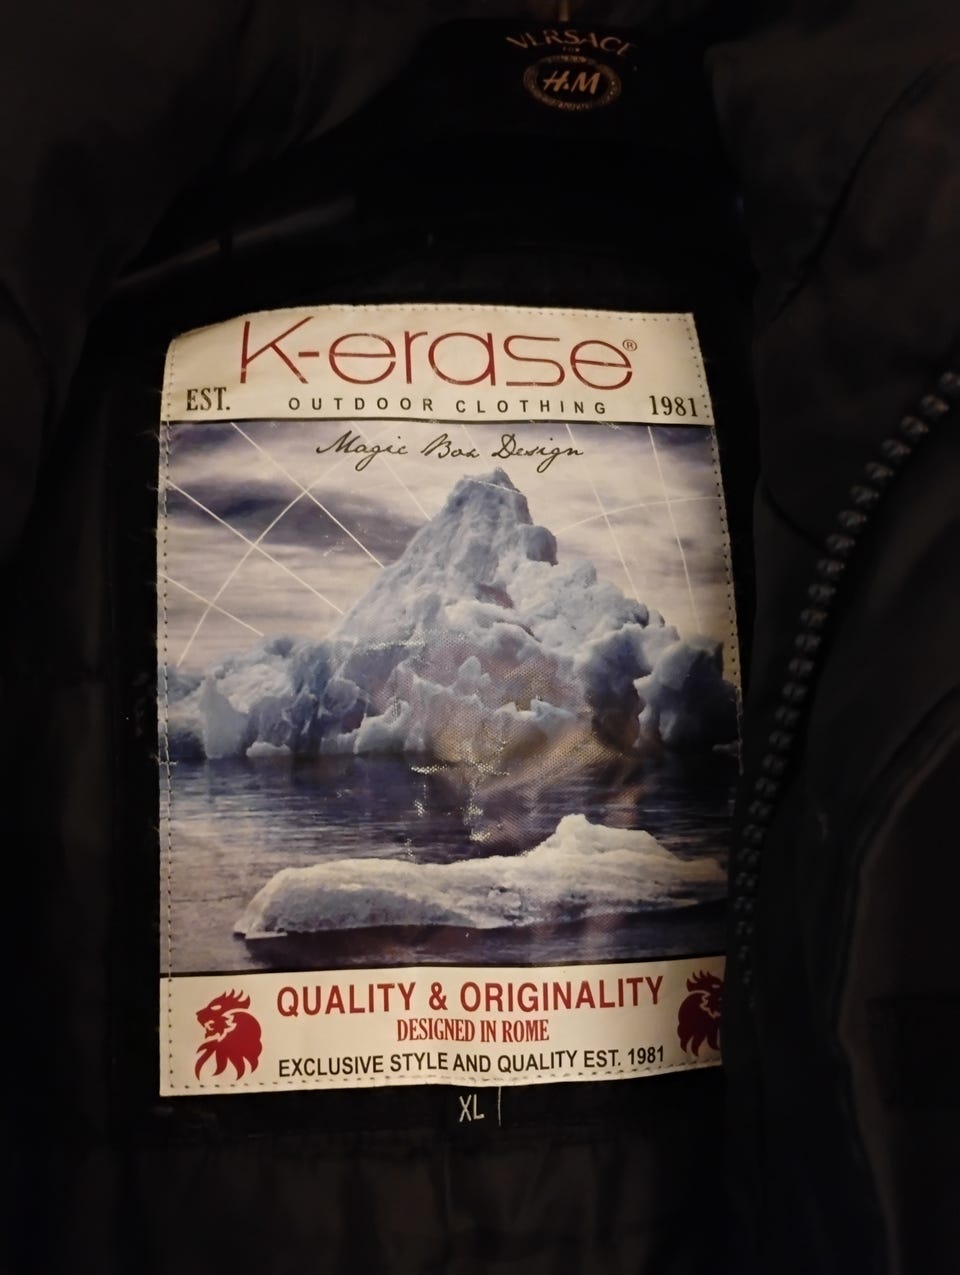 VERSACE
FOR
H&M
K-erase®
EST. OUTDOOR CLOTHING 1981
Magic Box Design
QUALITY & ORIGINALITY
DESIGNED IN ROME
EXCLUSIVE STYLE AND QUALITY EST. 1981
XL